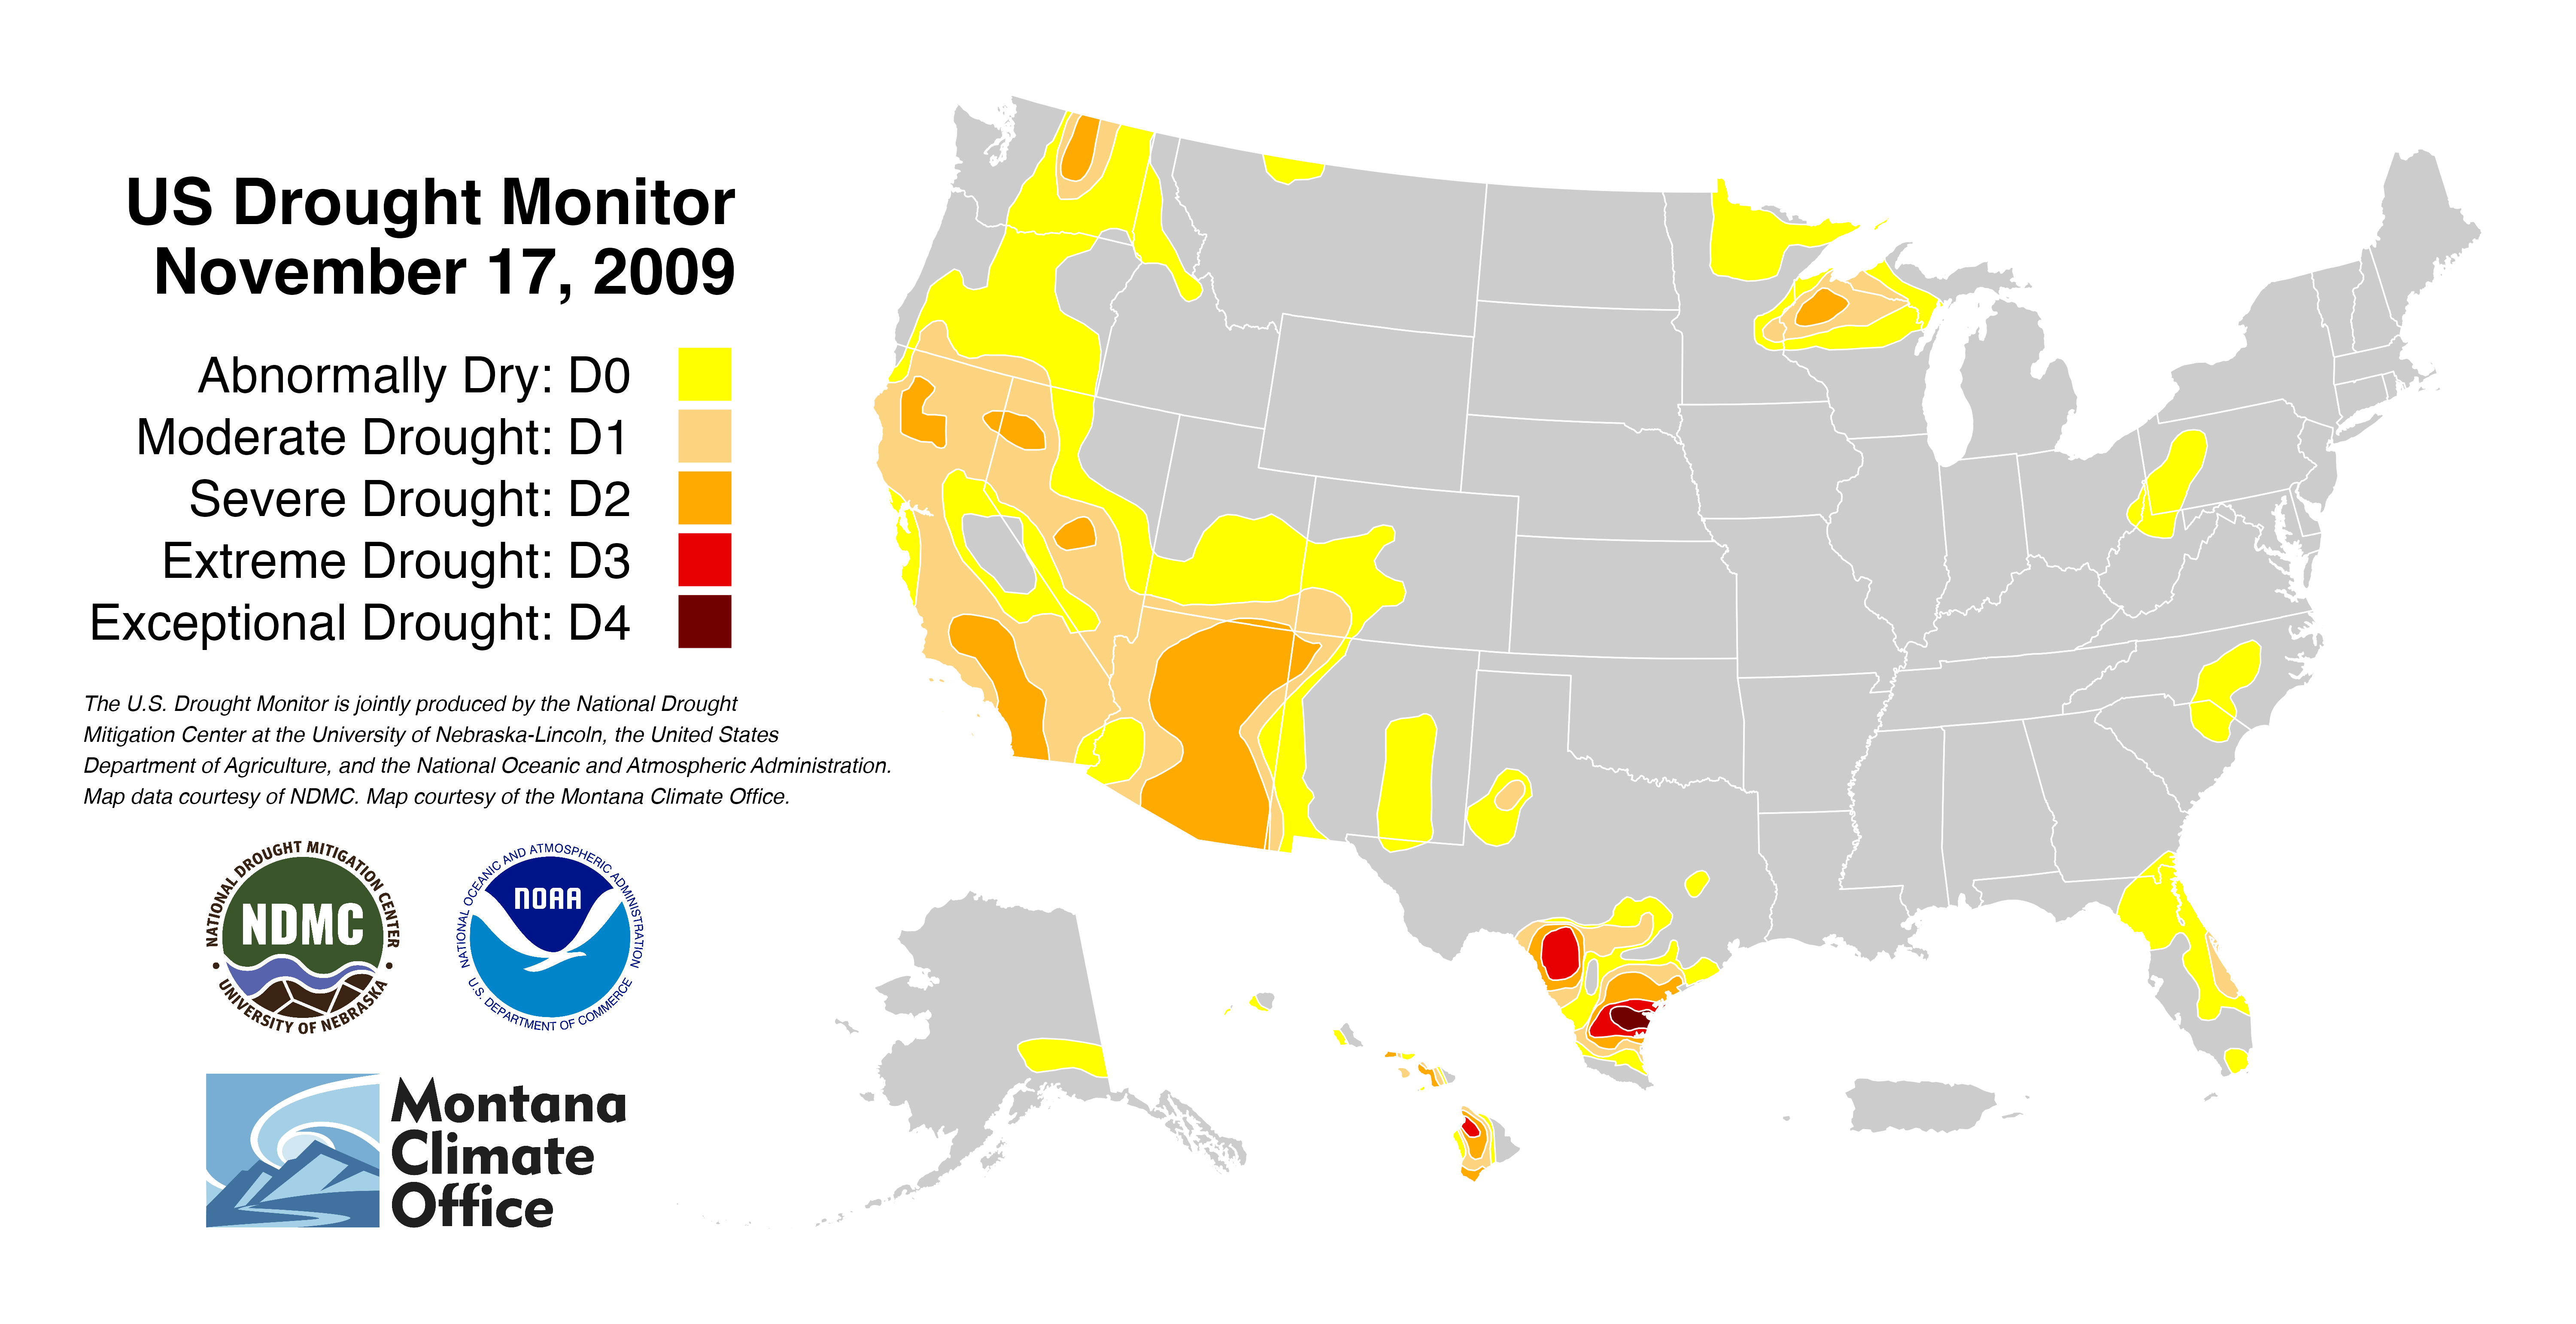 US Drought Monitor
November 17, 2009
Abnormally Dry: D0
Moderate Drought: D1
Severe Drought: D2
Extreme Drought: D3
Exceptional Drought: D4
The U.S. Drought Monitor is jointly produced by the National Drought
Mitigation Center at the University of Nebraska-Lincoln, the United States
Department of Agriculture, and the National Oceanic and Atmospheric Administration.
Map data courtesy of NDMC. Map courtesy of the Montana Climate Office.
NATIONAL DROUGHT MITIGATION CENTER
NDMC
UNIVERSITY OF NEBRASKA
NATIONAL OCEANIC AND ATMOSPHERIC ADMINISTRATION
NOAA
U.S. DEPARTMENT OF COMMERCE
Montana
Climate
Office